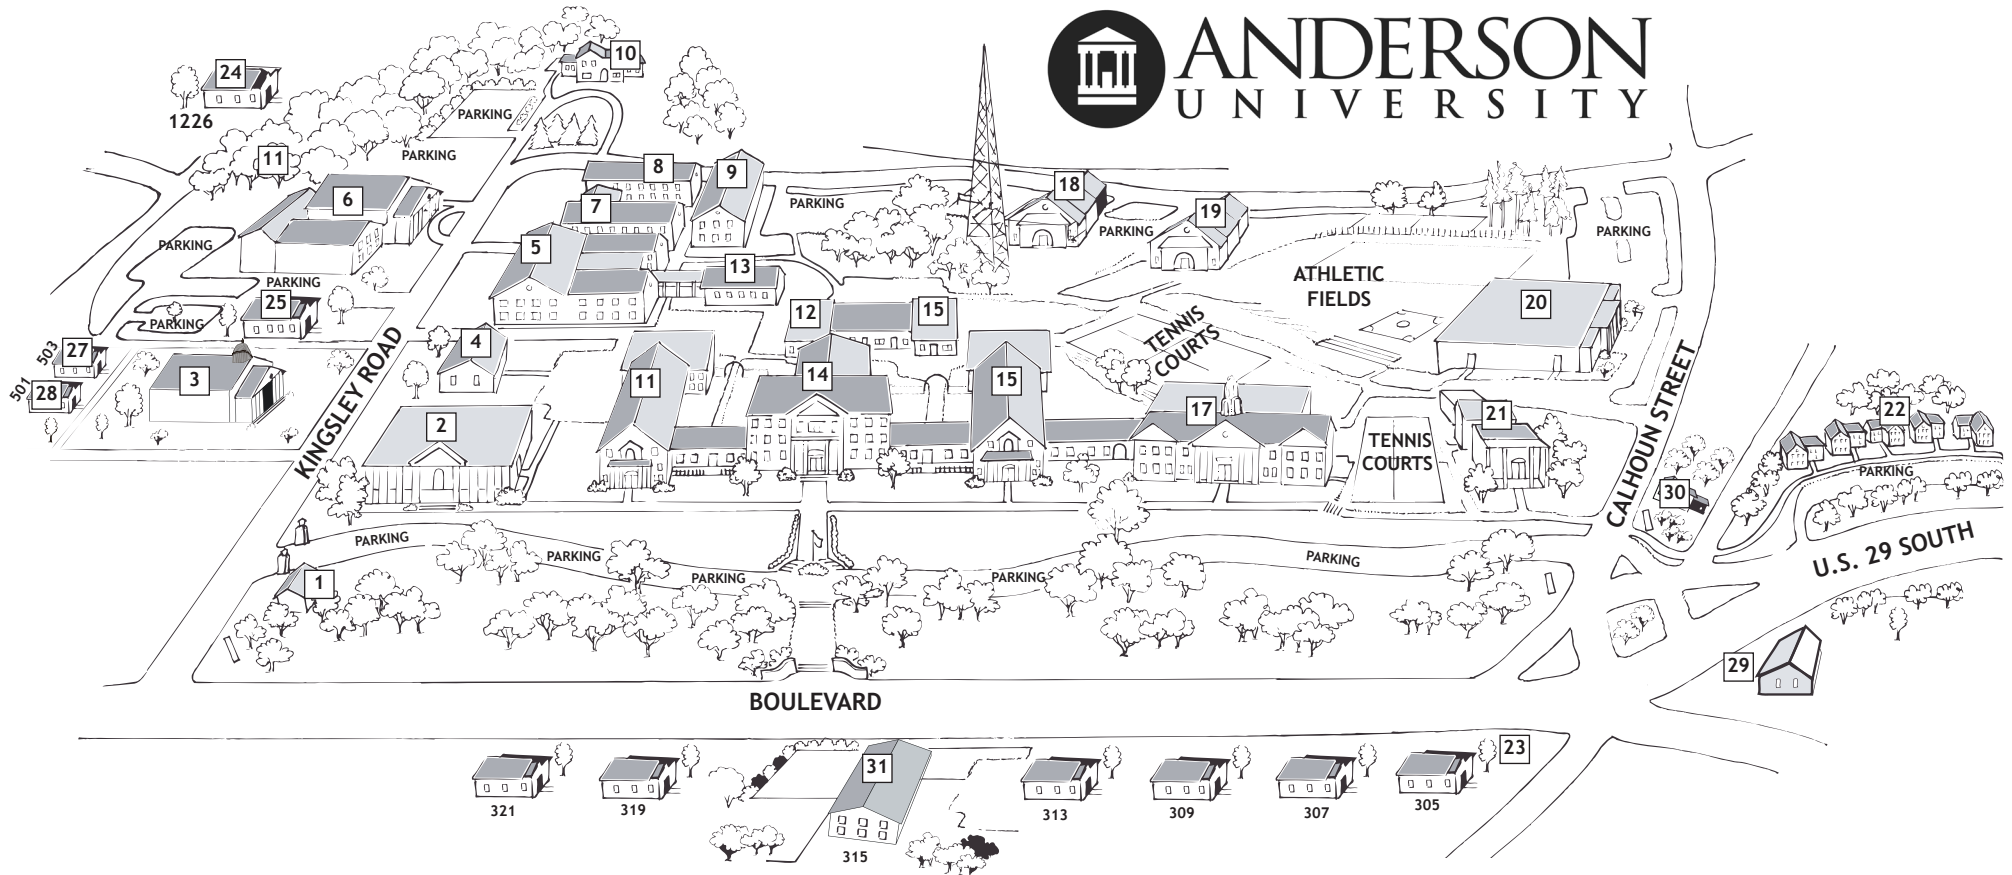 ANDERSON
UNIVERSITY
10
24
1226
PARKING
PARKING
11
8
9
6
7
PARKING
18
19
PARKING
PARKING
PARKING
5
13
ATHLETIC
FIELDS
PARKING
25
PARKING
12
15
20
TENNIS
COURTS
503
27
501
28
3
KINGSLEY ROAD
4
11
14
15
17
CALHOUN STREET
2
21
22
TENNIS
COURTS
PARKING
30
U.S. 29 SOUTH
PARKING
PARKING
PARKING
PARKING
PARKING
1
29
BOULEVARD
23
31
321
319
315
313
309
307
305